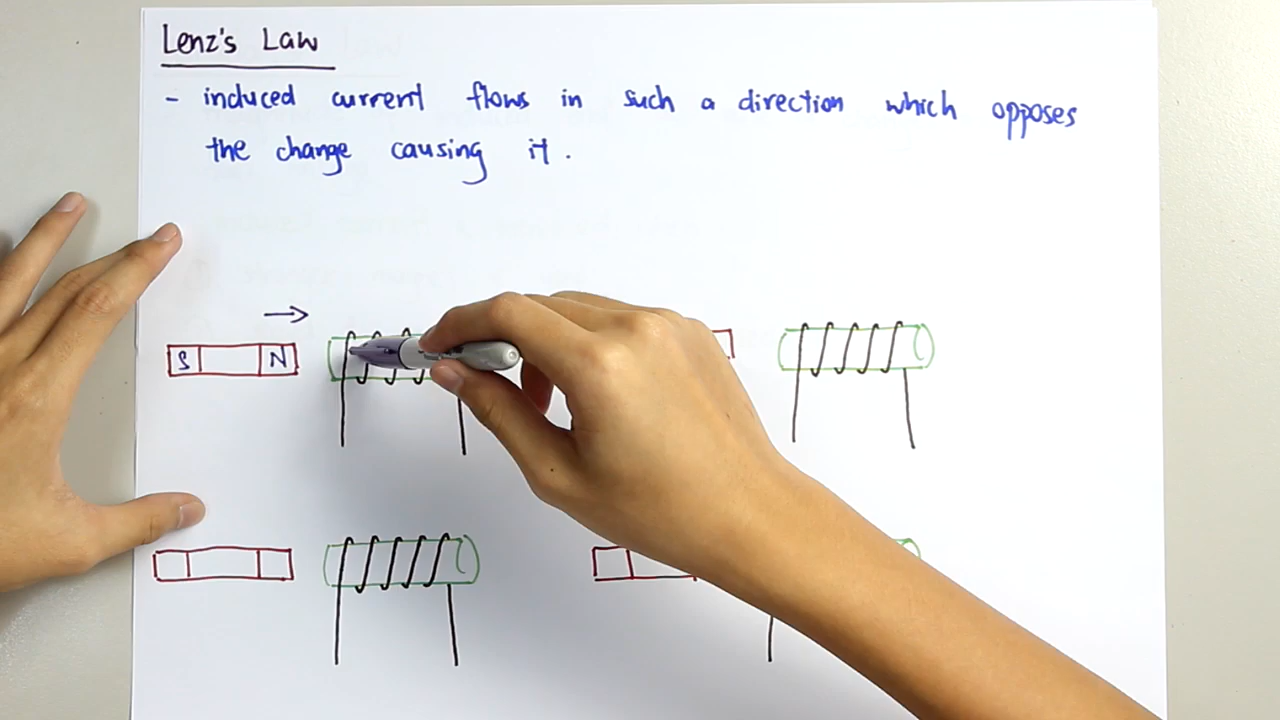 Lenz's Law
- induced current flows in such a direction which opposes
the change causing it.
S N